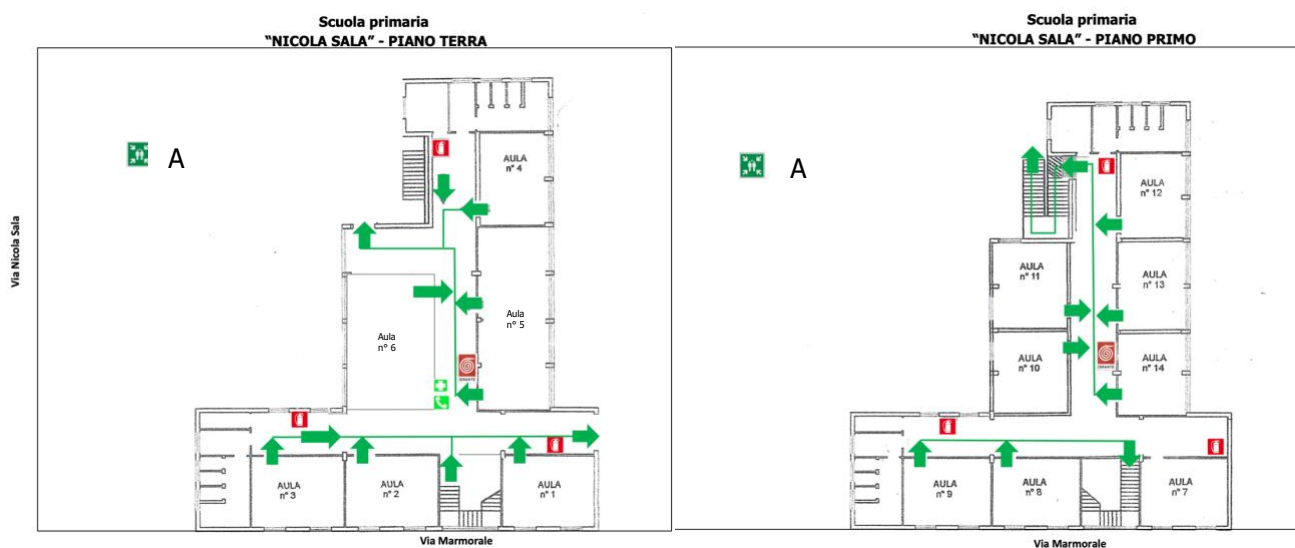 Scuola primaria
"NICOLA SALA" - PIANO TERRA
A
AULA
n° 4
Aula
n° 5
Aula
n° 6
AULA
n° 3
AULA
n° 2
AULA
n° 1
Via Nicola Sala
Via Marmorale
Scuola primaria
"NICOLA SALA" - PIANO PRIMO
A
AULA
n° 12
AULA
n° 11
AULA
n° 13
AULA
n° 10
AULA
n° 14
AULA
n° 9
AULA
n° 8
AULA
n° 7
Via Marmorale